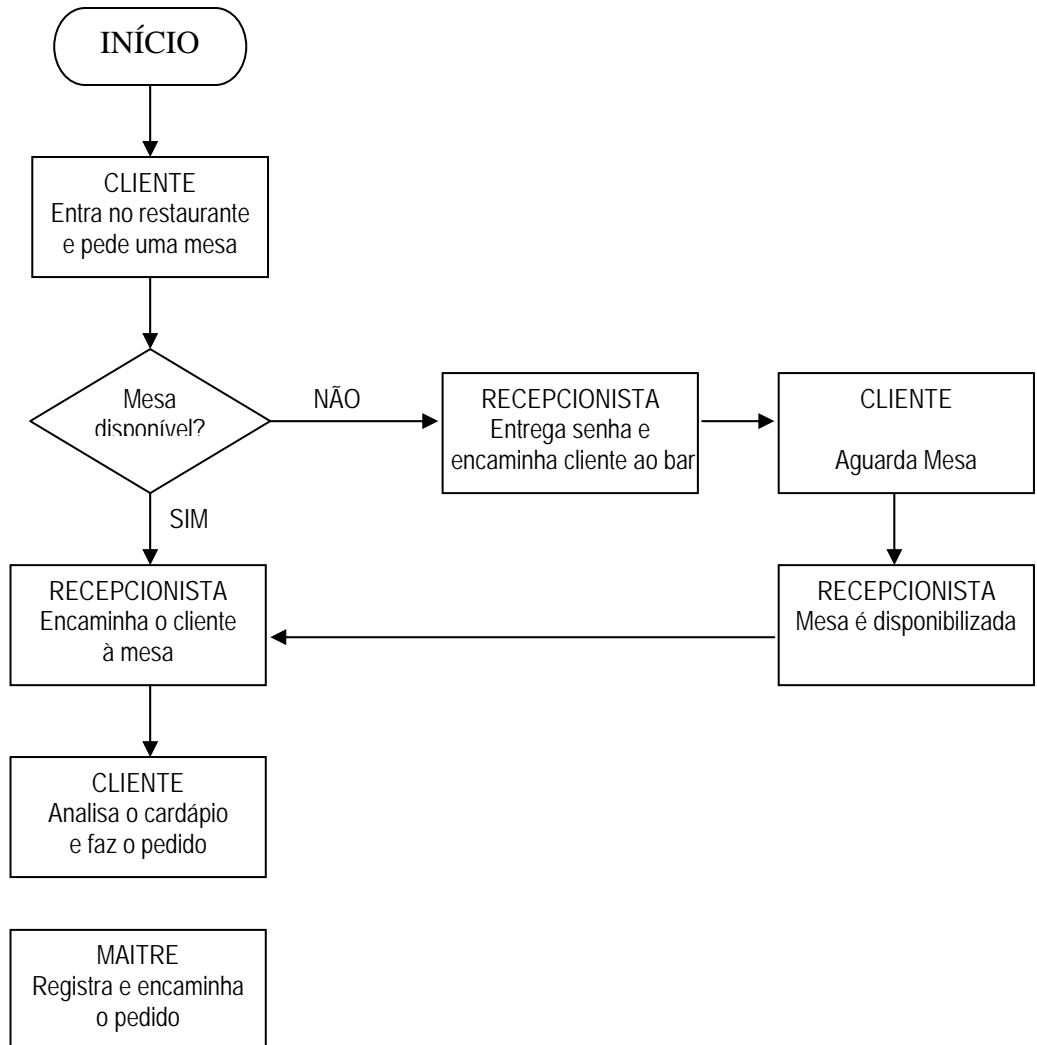 INÍCIO
CLIENTE
Entra no restaurante
e pede uma mesa
Mesa
disponível?
NÃO
RECEPCIONISTA
Entrega senha e
encaminha cliente ao bar
CLIENTE
Aguarda Mesa
SIM
RECEPCIONISTA
Encaminha o cliente
à mesa
RECEPCIONISTA
Mesa é disponibilizada
CLIENTE
Analisa o cardápio
e faz o pedido
MAITRE
Registra e encaminha
o pedido